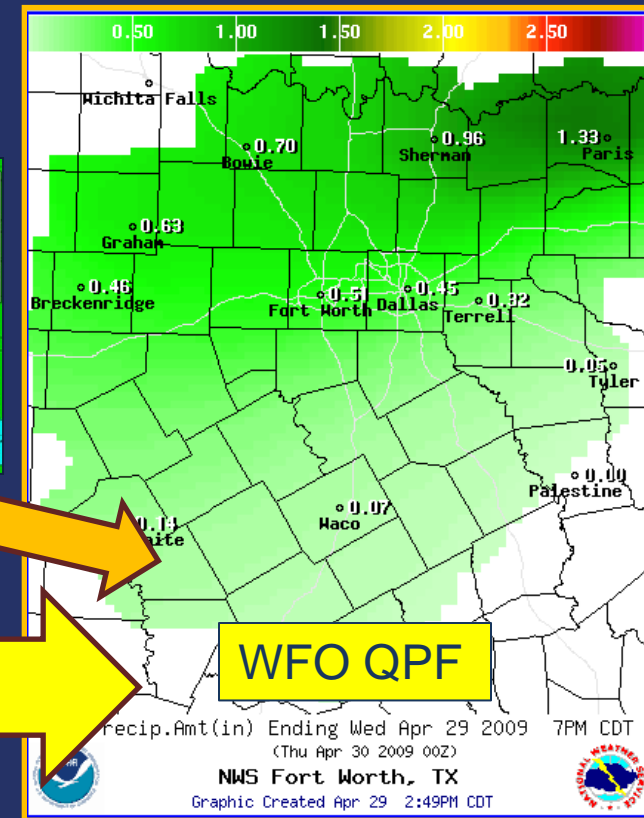 0.50 1.00 1.50 2.00 2.50
Wichita Falls
0.70
Bowie
0.96
Sherman
1.33
Paris
0.63
Graham
0.46
Breckenridge
0.51
Fort Worth
0.45
Dallas
0.32
Terrell
0.05
Tyler
0.00
Palestine
0.07
Waco
0.14
aite
WFO QPF
recip.Amt(in) Ending Wed Apr 29 2009 7PM CDT
(Thu Apr 30 2009 00Z)
NWS Fort Worth, TX
Graphic Created Apr 29 2:49PM CDT